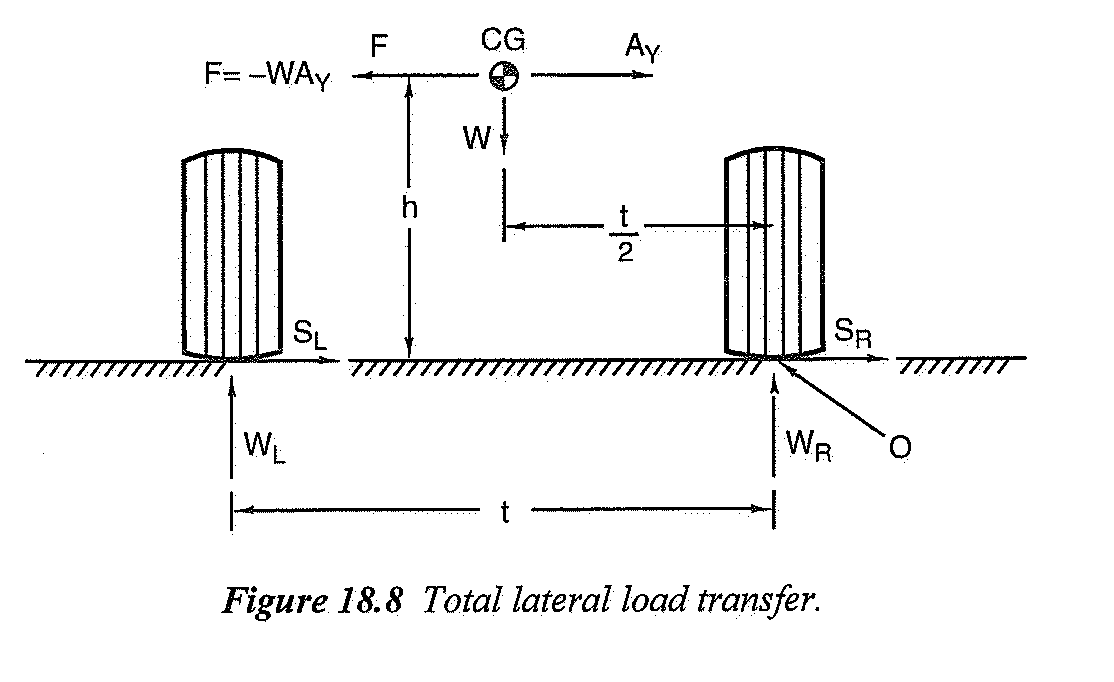 F
CG
A_Y
F= –WA_Y
W
h
t
2
S_L
S_R
W_L
W_R
O
t
Figure 18.8 Total lateral load transfer.